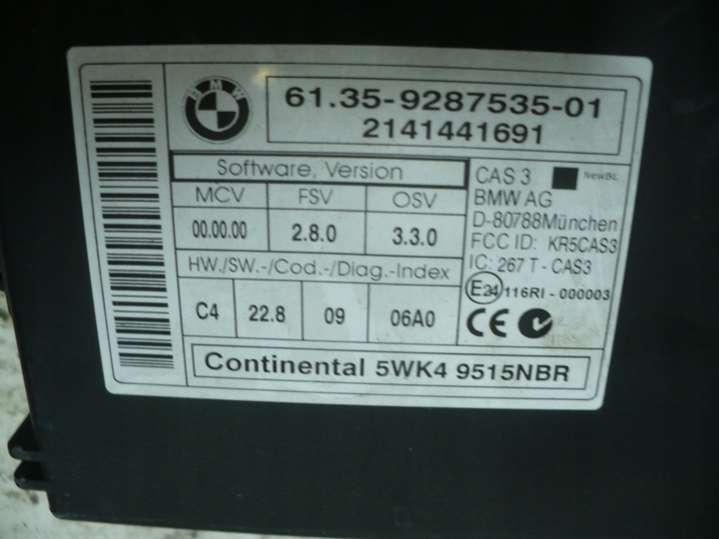 BMW
61.35-9287535-01
2141441691
Software, Version
MCV FSV OSV
00.00.00 2.8.0 3.3.0
HW./SW.-/Cod.-/Diag.-Index
C4 22.8 09 06A0
CAS 3 NewBL
BMW AG
D-80788München
FCC ID: KR5CAS3
IC: 267 T - CAS3
E24 116RI - 000003
CE
Continental 5WK4 9515NBR